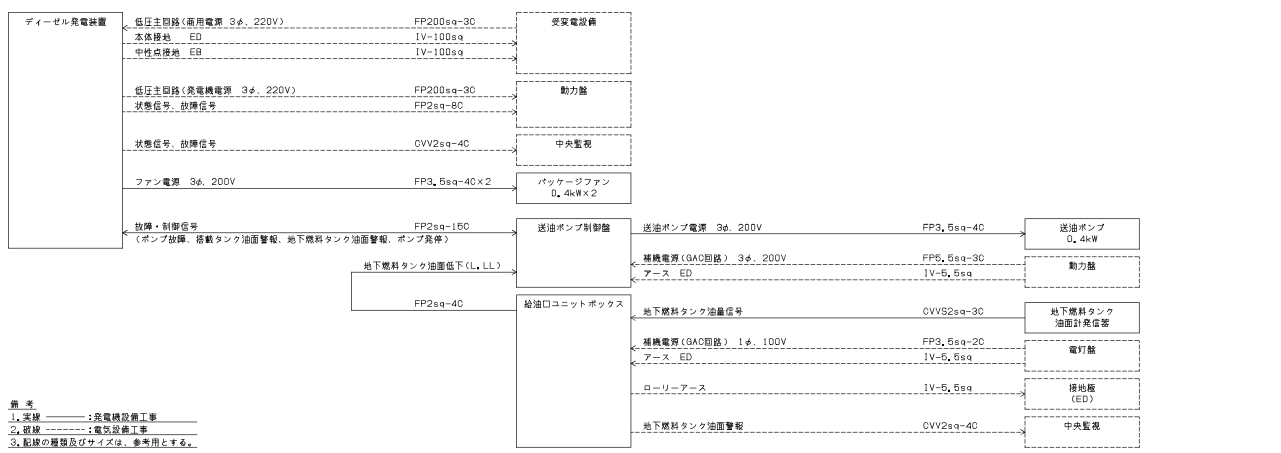 ディーゼル発電装置
低圧主回路(商用電源 3φ、220V) FP200sq-3C
受変電設備
本体接地 ED IV-100sq
中性点接地 EB IV-100sq
低圧主回路(発電機電源 3φ、220V) FP200sq-3C
動力盤
状態信号、故障信号 FP2sq-8C
状態信号、故障信号 CVV2sq-4C
中央監視
ファン電源 3φ、200V FP3.5sq-4C×2
パッケージファン
0.4kW×2
故障・制御信号 FP2sq-15C
(ポンプ故障、搭載タンク油面警報、地下燃料タンク油面警報、ポンプ発停)
送油ポンプ制御盤
送油ポンプ電源 3φ、200V FP3.5sq-4C
送油ポンプ
0.4kW
補機電源(GAC回路) 3φ、200V FP5.5sq-3C
動力盤
アース ED IV-5.5sq
地下燃料タンク油面低下(L,LL)
FP2sq-4C
給油口ユニットボックス
地下燃料タンク油量信号 CVVS2sq-3C
地下燃料タンク
油面計発信器
補機電源(GAC回路) 1φ、100V FP3.5sq-2C
電灯盤
アース ED IV-5.5sq
ローリーアース IV-5.5sq
接地極
(ED)
地下燃料タンク油面警報 CVV2sq-4C
中央監視
備 考
1.実線 ―――― :発電機設備工事
2.破線 ------- :電気設備工事
3.配線の種類及びサイズは、参考用とする。